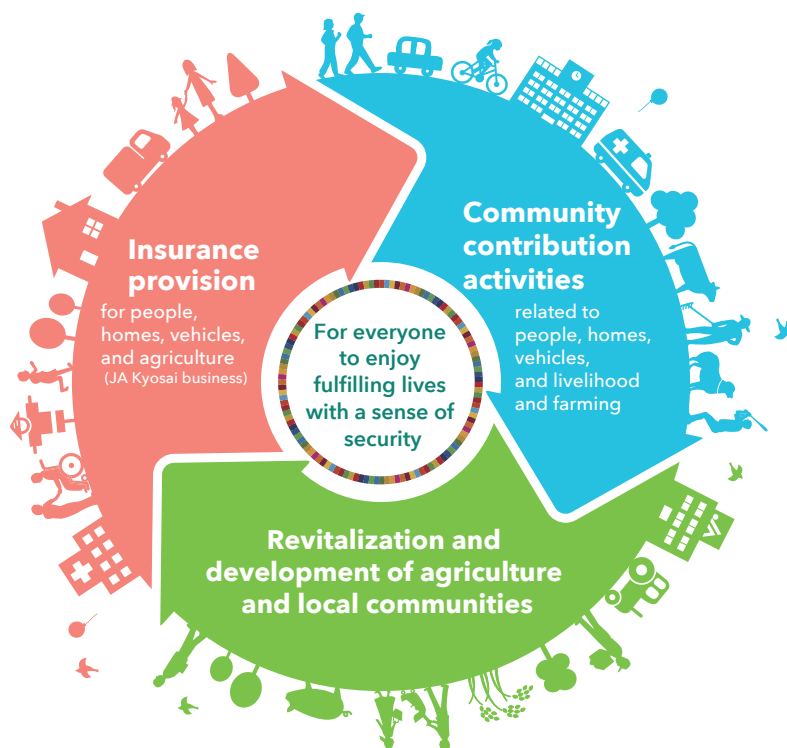 Insurance
provision
for people,
homes, vehicles,
and agriculture
(JA Kyosai business)
Community
contribution
activities
related to
people, homes,
vehicles,
and livelihood
and farming
For everyone
to enjoy
fulfilling lives
with a sense of
security
Revitalization and
development of agriculture
and local communities